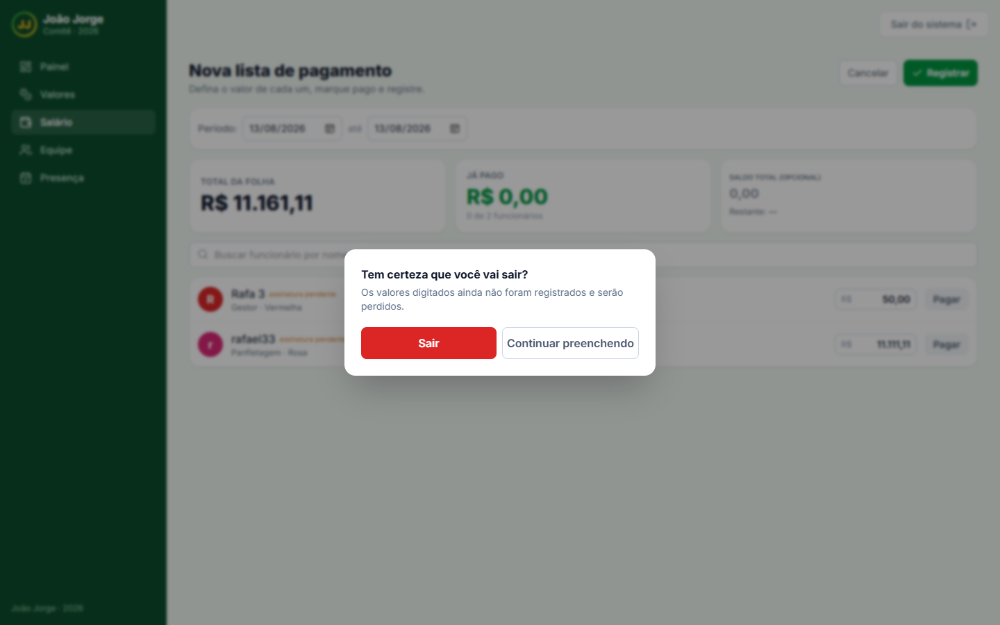 João Jorge
Comitê · 2026
Painel
Valores
Salário
Equipe
Presença
João Jorge · 2026
Sair do sistema
Nova lista de pagamento
Defina o valor de cada um, marque pago e registre.
Cancelar
Registrar
Período: 13/08/2026 até 13/08/2026
TOTAL DA FOLHA
R$ 11.161,11
JÁ PAGO
R$ 0,00
0 de 2 funcionários
SALDO TOTAL (OPCIONAL)
0,00
Restante: —
Buscar funcionário por nome
R
Rafa 3 assinatura pendente
Gestor · Vermelha
R$ 50,00
Pagar
r
rafael33 assinatura pendente
Panfletagem · Rosa
R$ 11.111,11
Pagar
Tem certeza que você vai sair?
Os valores digitados ainda não foram registrados e serão
perdidos.
Sair
Continuar preenchendo